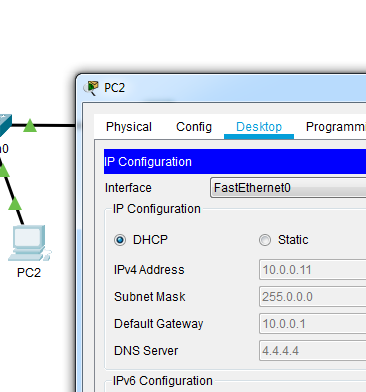 PC2
Physical Config Desktop Programm
IP Configuration
Interface FastEthernet0
IP Configuration
DHCP Static
IPv4 Address 10.0.0.11
Subnet Mask 255.0.0.0
Default Gateway 10.0.0.1
DNS Server 4.4.4.4
IPv6 Configuration
0
PC2